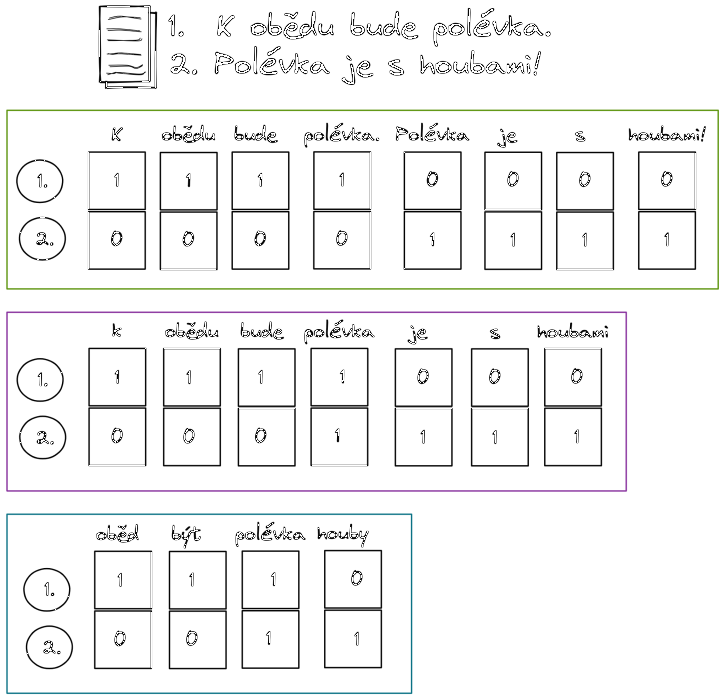 1. K obědu bude polévka.
2. Polévka je s houbami!
K obědu bude polévka. Polévka je s houbami!
1. 1 1 1 1 0 0 0 0
2. 0 0 0 0 1 1 1 1
k obědu bude polévka je s houbami
1. 1 1 1 1 0 0 0
2. 0 0 0 1 1 1 1
oběd být polévka houby
1. 1 1 1 0
2. 0 0 1 1